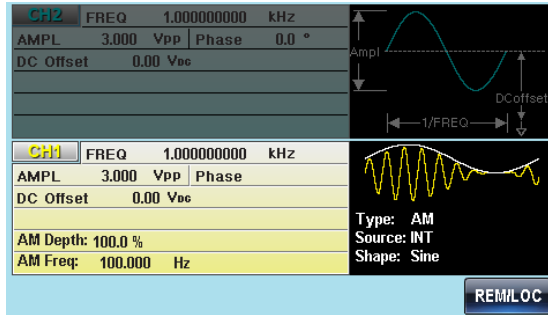 CH2 FREQ 1.000000000 kHz
AMPL 3.000 Vpp Phase 0.0 °
DC Offset 0.00 VDC
Ampl
DCoffset
1/FREQ
CH1 FREQ 1.000000000 kHz
AMPL 3.000 Vpp Phase
DC Offset 0.00 VDC
AM Depth: 100.0 %
AM Freq: 100.000 Hz
Type: AM
Source: INT
Shape: Sine
REM/LOC